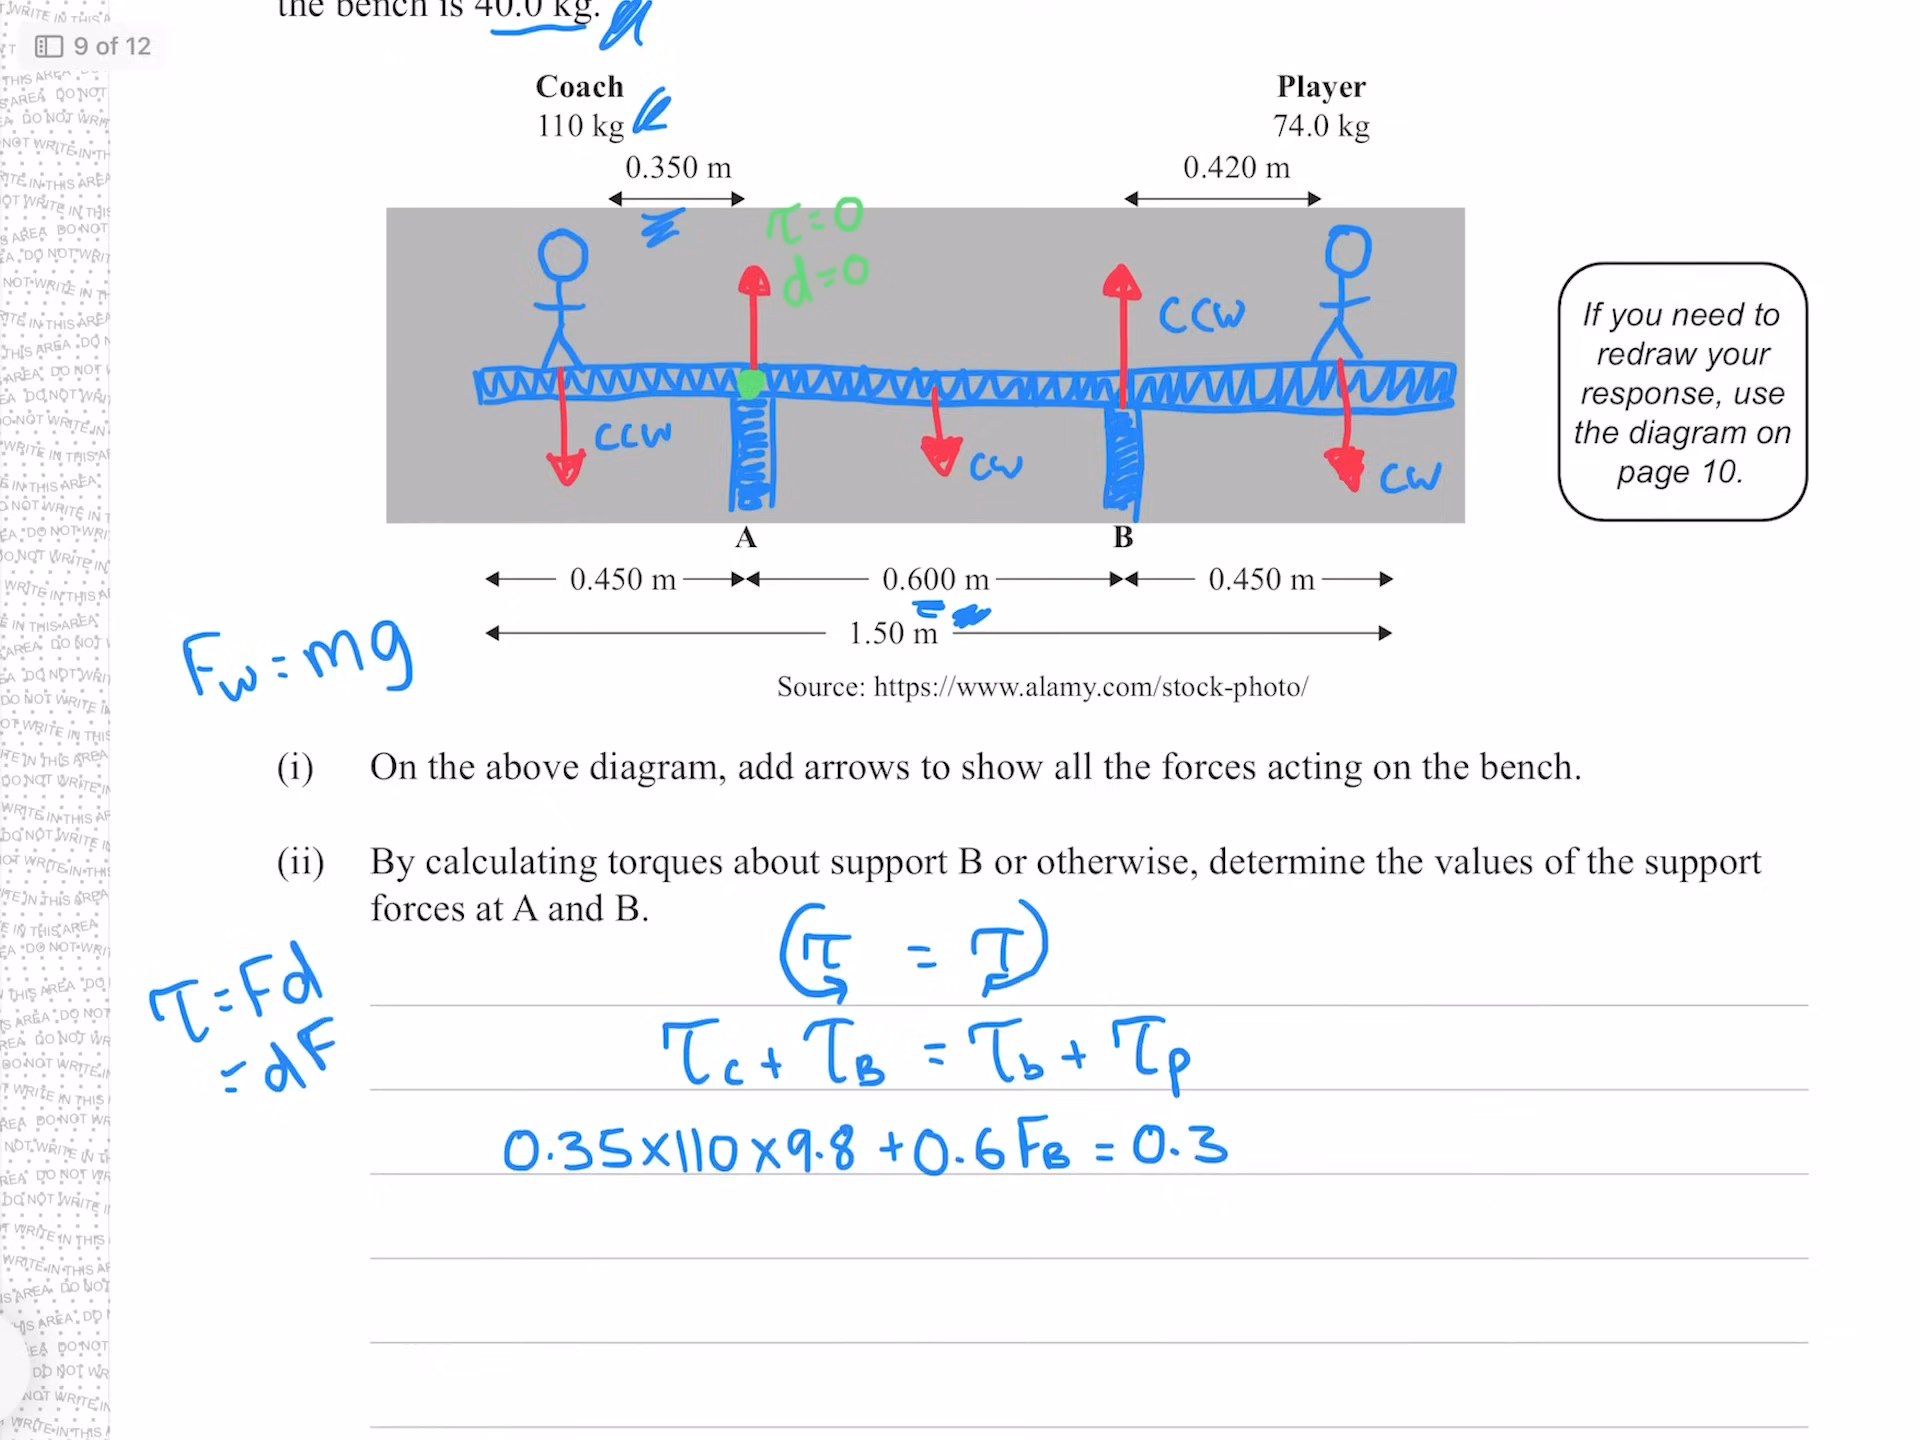 the bench is 40.0 kg.
9 of 12
Coach
110 kg
0.350 m
Player
74.0 kg
0.420 m
τ=0
d=0
CCW
CCW
CW
CW
If you need to
redraw your
response, use
the diagram on
page 10.
A
B
0.450 m
0.600 m
0.450 m
1.50 m
Fw=mg
Source: https://www.alamy.com/stock-photo/
(i) On the above diagram, add arrows to show all the forces acting on the bench.
(ii) By calculating torques about support B or otherwise, determine the values of the support
forces at A and B.
τ = τ
τ=Fd
=dF
τc + τB = τb + τp
0.35×110×9.8 +0.6FB = 0.3